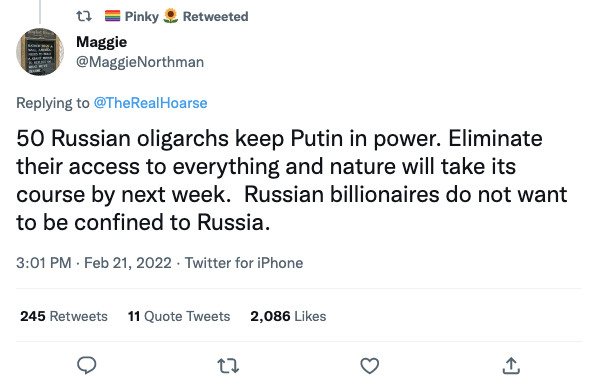 Pinky Retweeted
Maggie
@MaggieNorthman
Replying to @TheRealHoarse
50 Russian oligarchs keep Putin in power. Eliminate
their access to everything and nature will take its
course by next week.  Russian billionaires do not want
to be confined to Russia.
3:01 PM · Feb 21, 2022 · Twitter for iPhone
245 Retweets 11 Quote Tweets 2,086 Likes